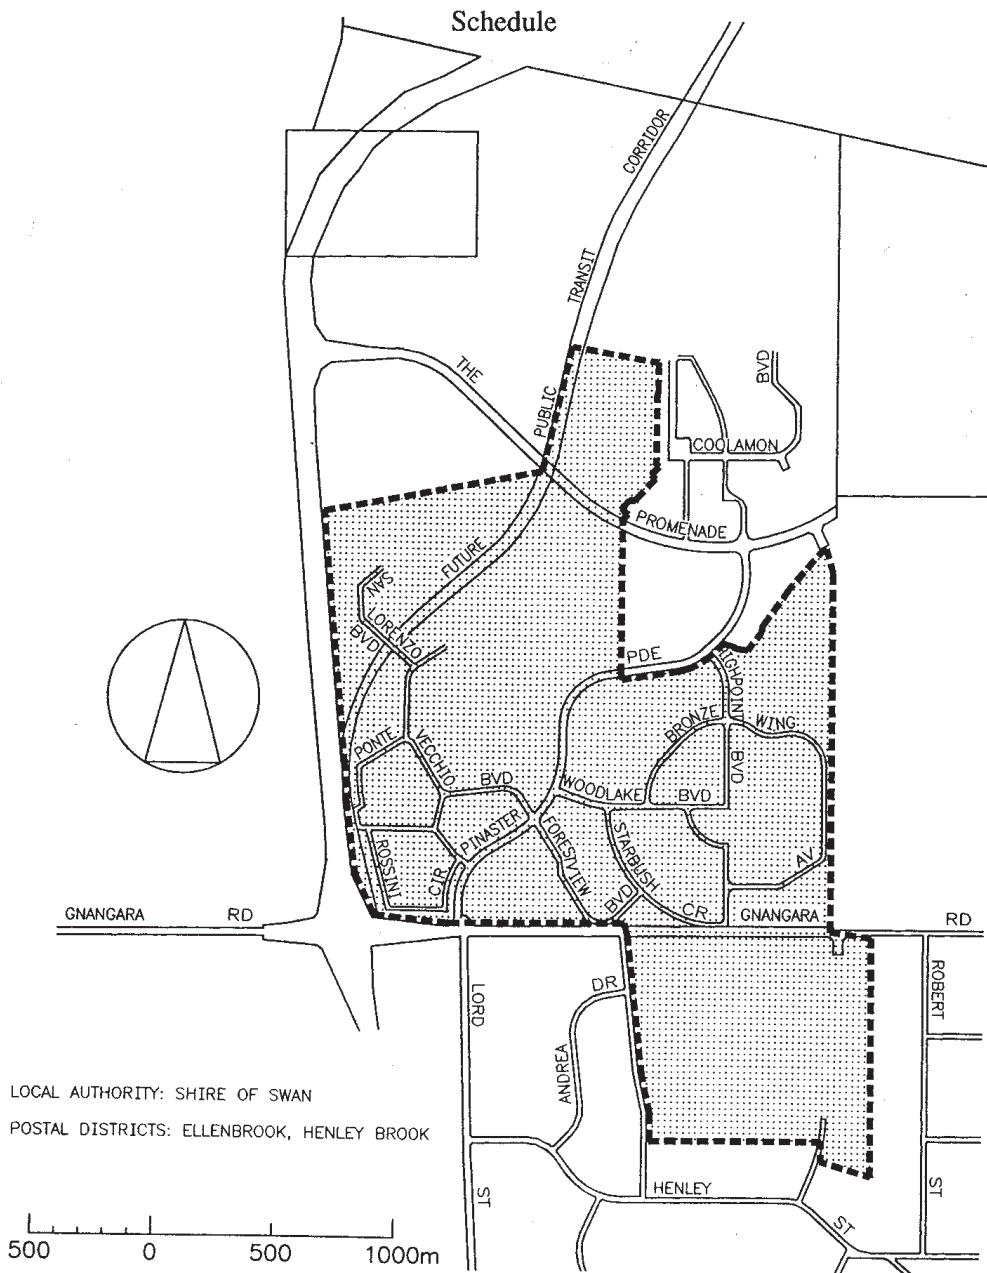 Schedule
CORRIDOR
TRANSIT
PUBLIC
FUTURE
THE
PROMENADE
BVD
COOLAMON
SAN
LORENZO
BVD
PDE
HIGHPOINT
BVD
BRONZE
WING
AV
PONTE
VECCHIO
BVD
WOODLAKE
BVD
PINASTER
FORESTVIEW
BVD
STARBUSH
CR
ROSSINI
CIR
GNANGARA RD
GNANGARA RD
LORD
ST
DR
ANDREA
ROBERT
ST
HENLEY
ST
LOCAL AUTHORITY: SHIRE OF SWAN
POSTAL DISTRICTS: ELLENBROOK, HENLEY BROOK
500 0 500 1000m